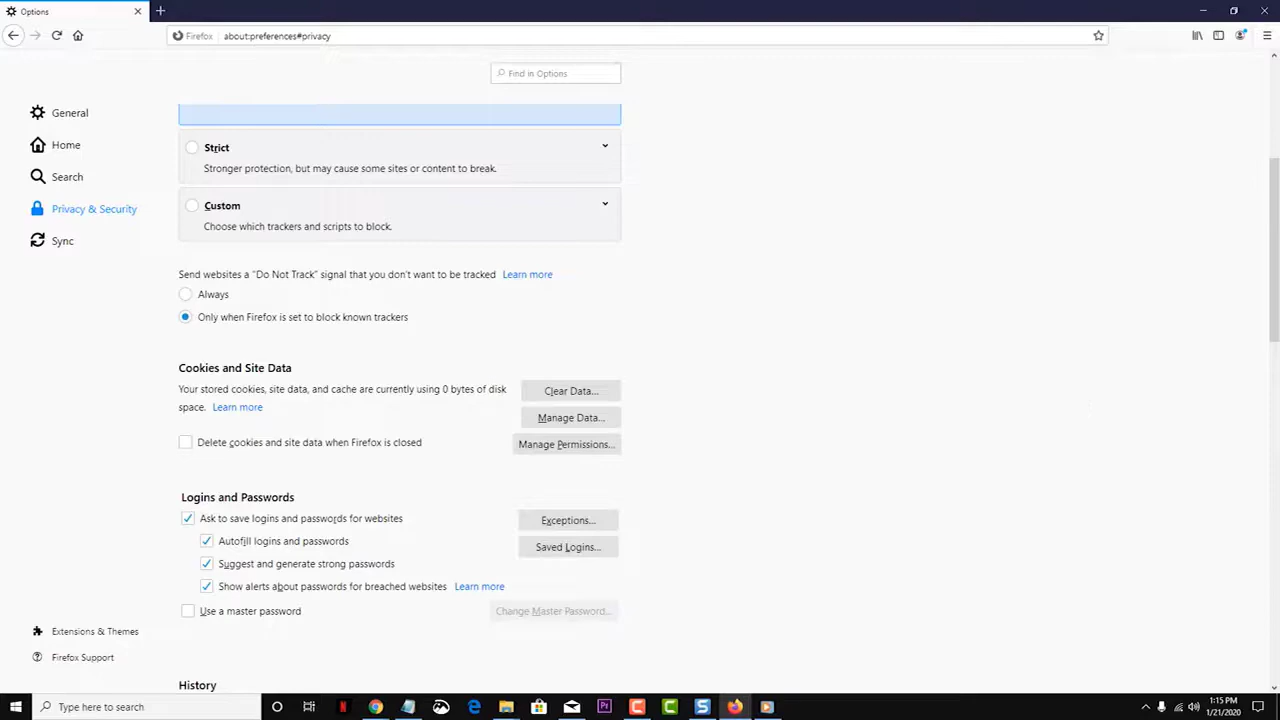 Options
Firefox
about:preferences#privacy
Find in Options
General
Home
Search
Privacy & Security
Sync
Strict
Stronger protection, but may cause some sites or content to break.
Custom
Choose which trackers and scripts to block.
Send websites a “Do Not Track” signal that you don’t want to be tracked Learn more
Always
Only when Firefox is set to block known trackers
Cookies and Site Data
Your stored cookies, site data, and cache are currently using 0 bytes of disk
space. Learn more
Clear Data...
Manage Data...
Delete cookies and site data when Firefox is closed
Manage Permissions...
Logins and Passwords
Ask to save logins and passwords for websites
Exceptions...
Autofill logins and passwords
Saved Logins...
Suggest and generate strong passwords
Show alerts about passwords for breached websites Learn more
Use a master password
Change Master Password...
Extensions & Themes
Firefox Support
History
Type here to search
Pr
C
C
S
1:15 PM
1/21/2020